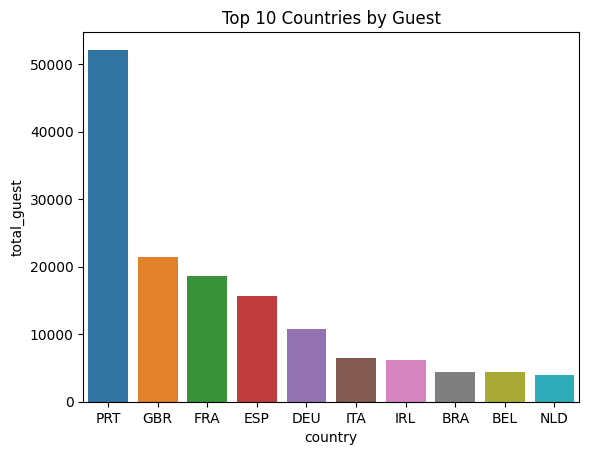 Top 10 Countries by Guest
total_guest
50000
40000
30000
20000
10000
0
PRT GBR FRA ESP DEU ITA IRL BRA BEL NLD
country